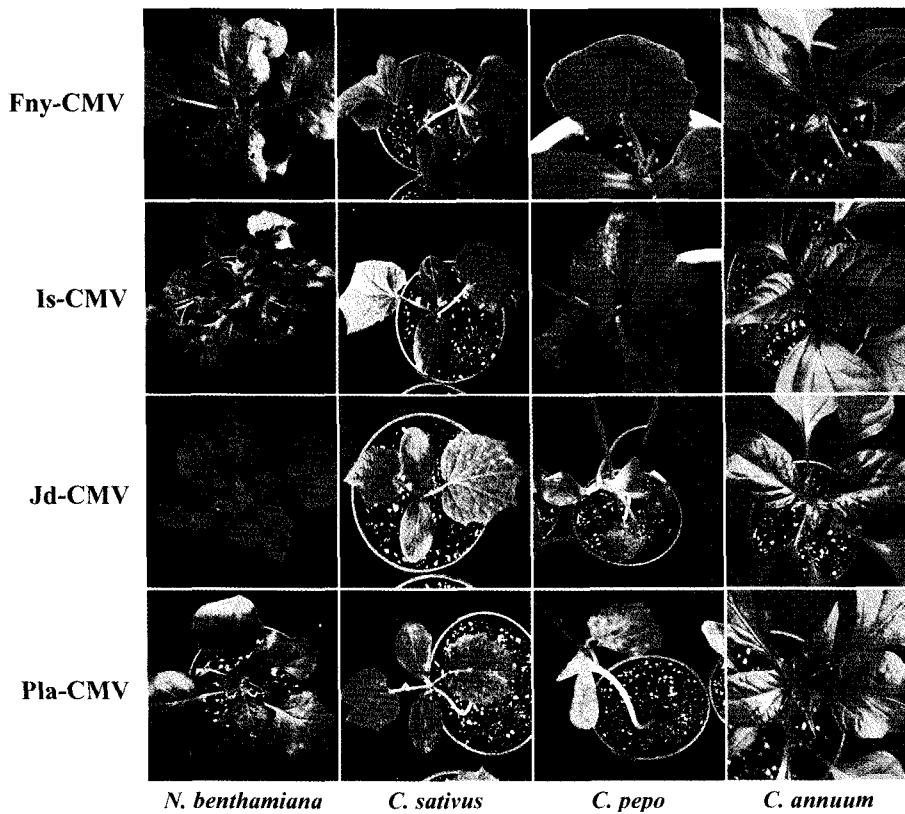 Fny-CMV
Is-CMV
Jd-CMV
Pla-CMV
N. benthamiana C. sativus C. pepo C. annuum